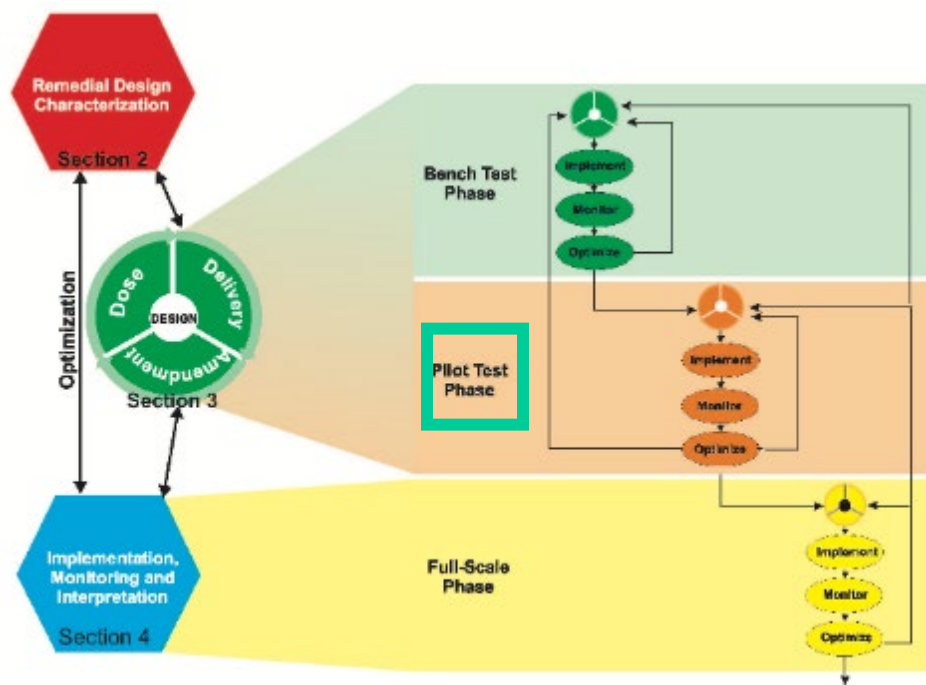 Remedial Design
Characterization
Section 2
Optimization
Dose
Delivery
Amendment
DESIGN
Section 3
Implementation,
Monitoring and
Interpretation
Section 4
Bench Test
Phase
Implement
Monitor
Optimize
Pilot Test
Phase
Implement
Monitor
Optimize
Full-Scale
Phase
Implement
Monitor
Optimize